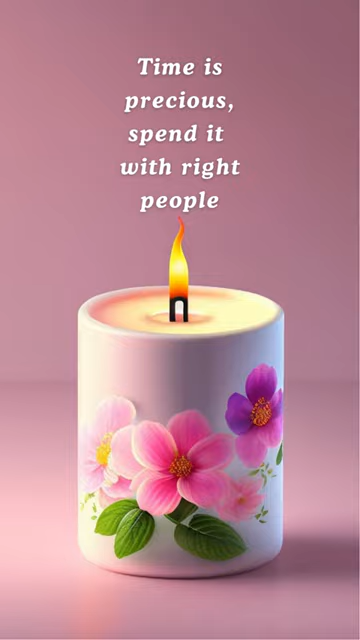 Time is
precious,
spend it
with right
people